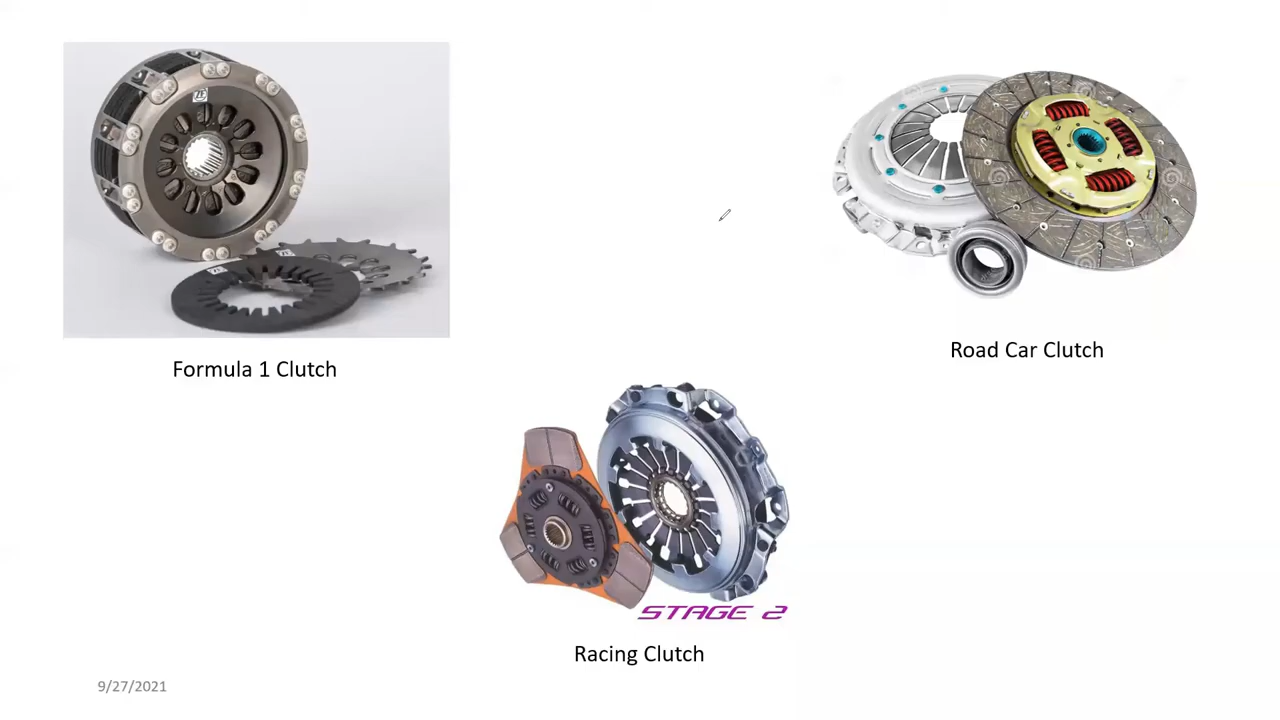 Formula 1 Clutch
Road Car Clutch
STAGE 2
Racing Clutch
9/27/2021